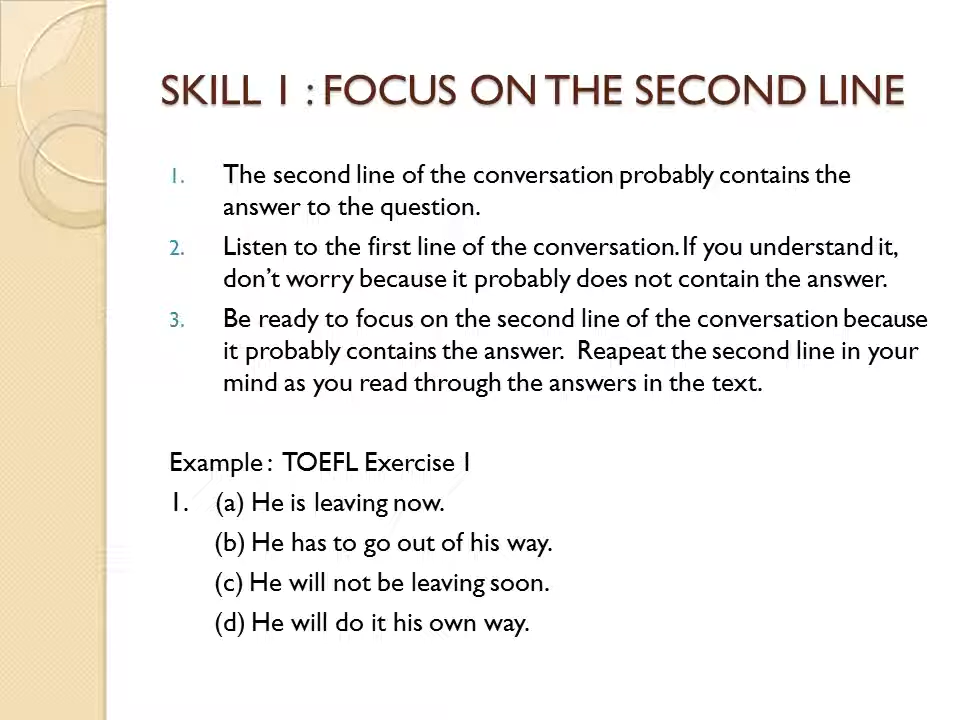 SKILL 1 : FOCUS ON THE SECOND LINE
1. The second line of the conversation probably contains the
answer to the question.
2. Listen to the first line of the conversation. If you understand it,
don't worry because it probably does not contain the answer.
3. Be ready to focus on the second line of the conversation because
it probably contains the answer. Reapeat the second line in your
mind as you read through the answers in the text.
Example : TOEFL Exercise 1
1. (a) He is leaving now.
(b) He has to go out of his way.
(c) He will not be leaving soon.
(d) He will do it his own way.